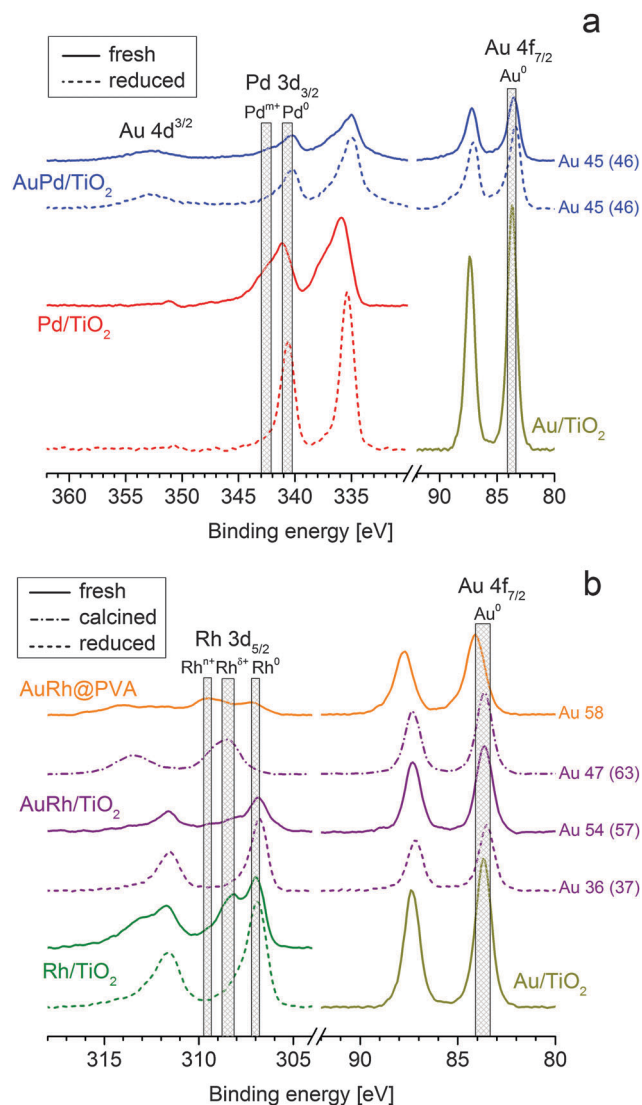 a
fresh
reduced
Au 4f7/2
Au⁰
Pd 3d3/2
Pdᵐ⁺ Pd⁰
Au 4d³/²
Au 45 (46)
AuPd/TiO2
Au 45 (46)
Pd/TiO2
Au/TiO2
360 355 350 345 340 335 90 85 80
Binding energy [eV]
b
fresh
calcined
reduced
Au 4f7/2
Au⁰
Rh 3d5/2
Rhⁿ⁺ Rhᵟ⁺ Rh⁰
AuRh@PVA
Au 58
Au 47 (63)
AuRh/TiO2
Au 54 (57)
Au 36 (37)
Rh/TiO2
Au/TiO2
315 310 305 90 85 80
Binding energy [eV]